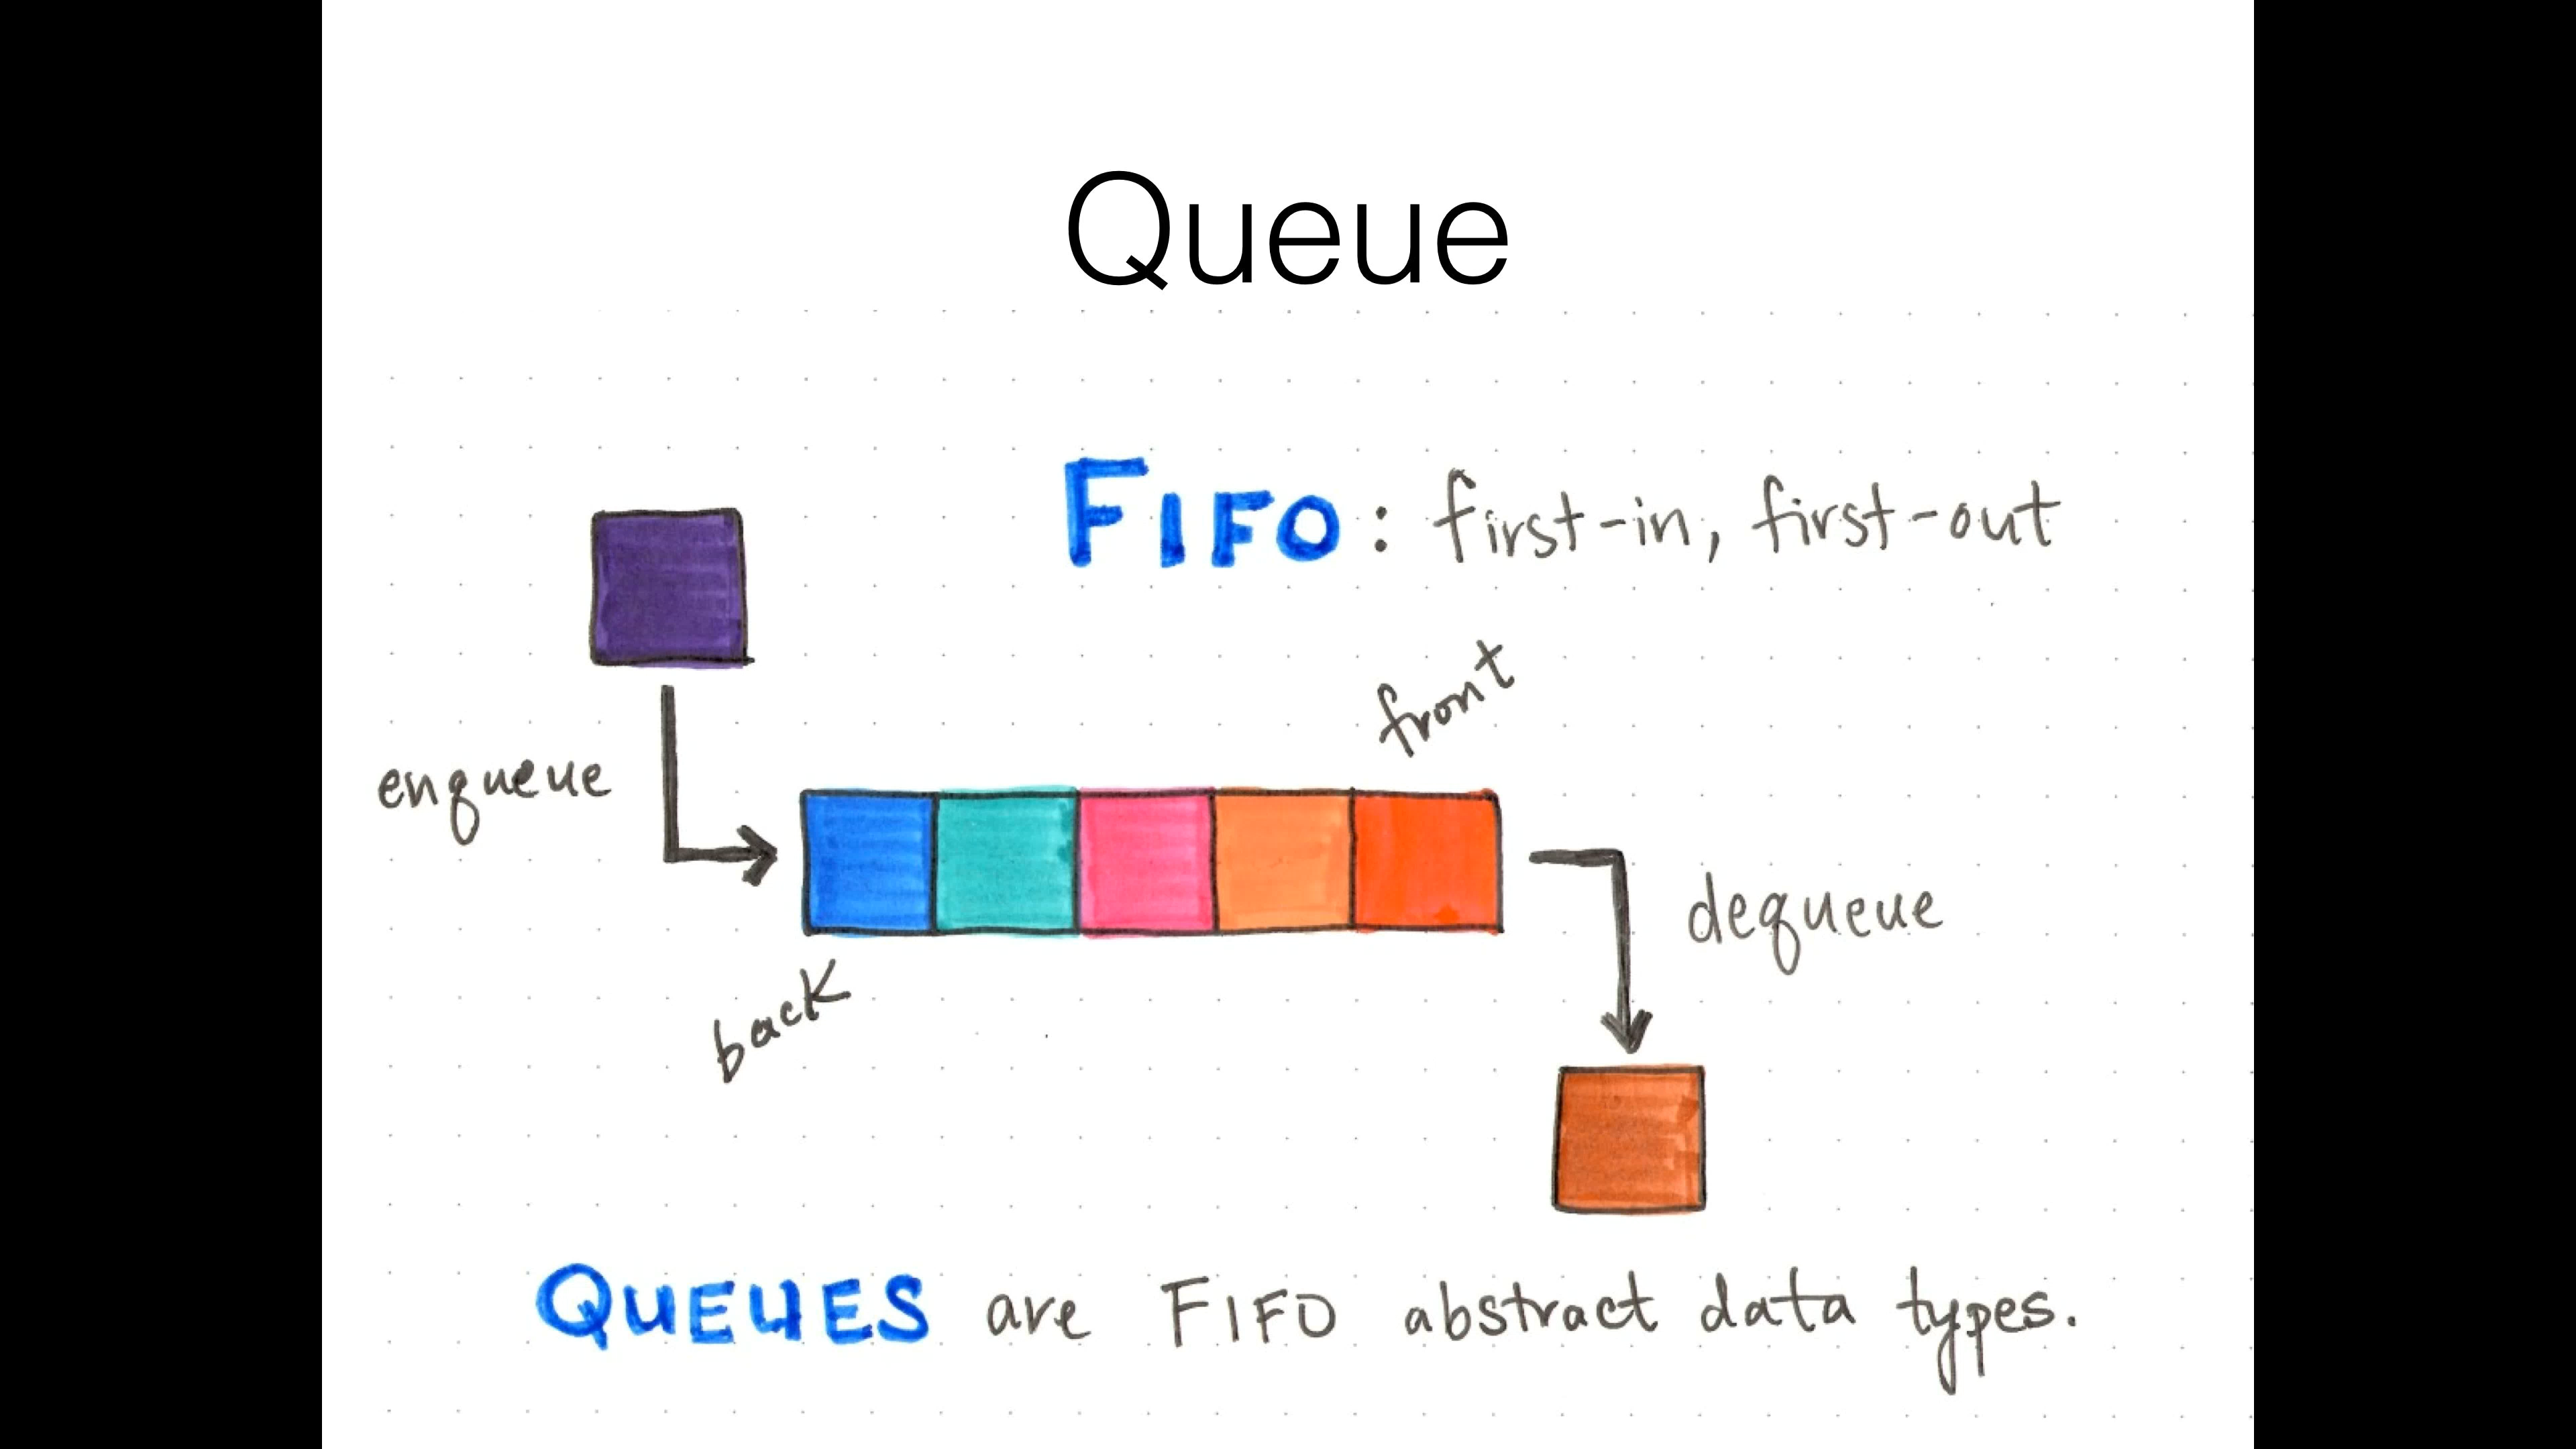 Queue
FIFO: first-in, first-out
front
enqueue
dequeue
back
QUEUES are FIFO abstract data types.